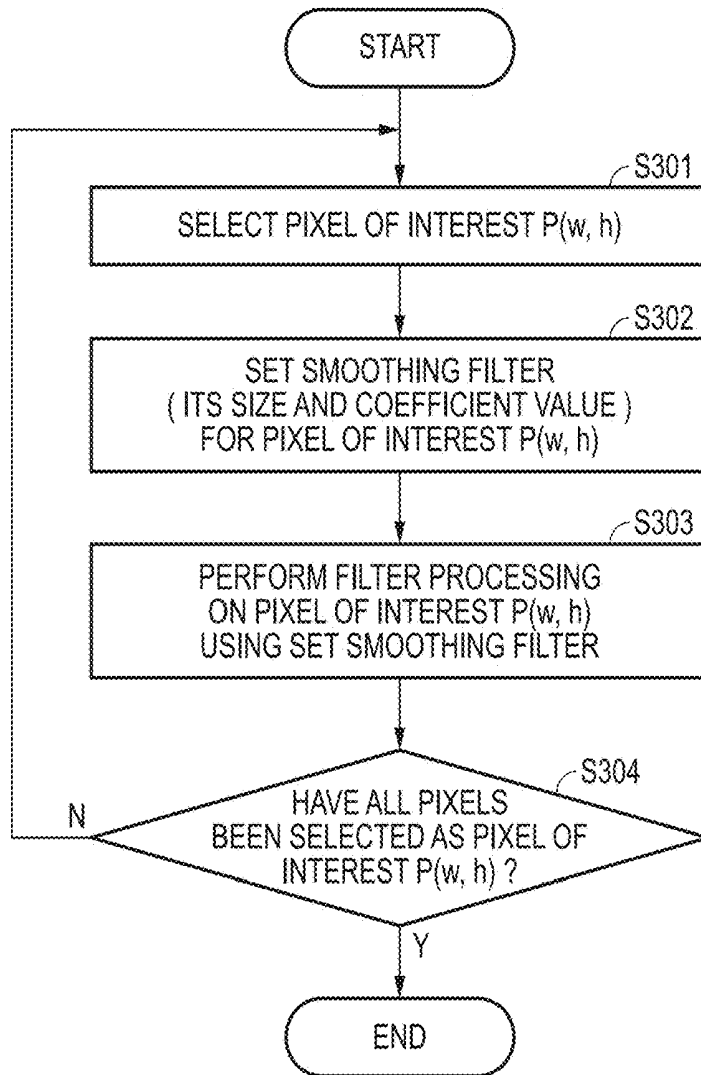 START
S301
SELECT PIXEL OF INTEREST P(w, h)
S302
SET SMOOTHING FILTER
( ITS SIZE AND COEFFICIENT VALUE )
FOR PIXEL OF INTEREST P(w, h)
S303
PERFORM FILTER PROCESSING
ON PIXEL OF INTEREST P(w, h)
USING SET SMOOTHING FILTER
S304
HAVE ALL PIXELS
BEEN SELECTED AS PIXEL OF
INTEREST P(w, h) ?
N
Y
END